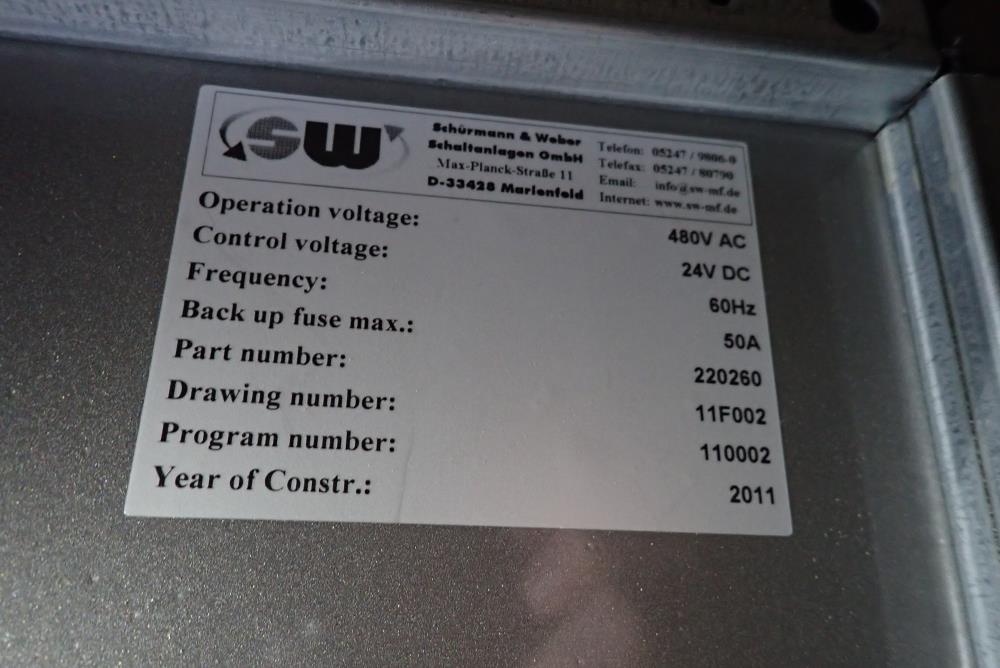 SW
Schürmann & Weber
Schaltanlagen GmbH
Max-Planck-Straße 11
D-33428 Marienfeld
Telefon: 05247 / 9806-0
Telefax: 05247 / 80790
Email: info@sw-mf.de
Internet: www.sw-mf.de
Operation voltage: 480V AC
Control voltage: 24V DC
Frequency: 60Hz
Back up fuse max.: 50A
Part number: 220260
Drawing number: 11F002
Program number: 110002
Year of Constr.: 2011